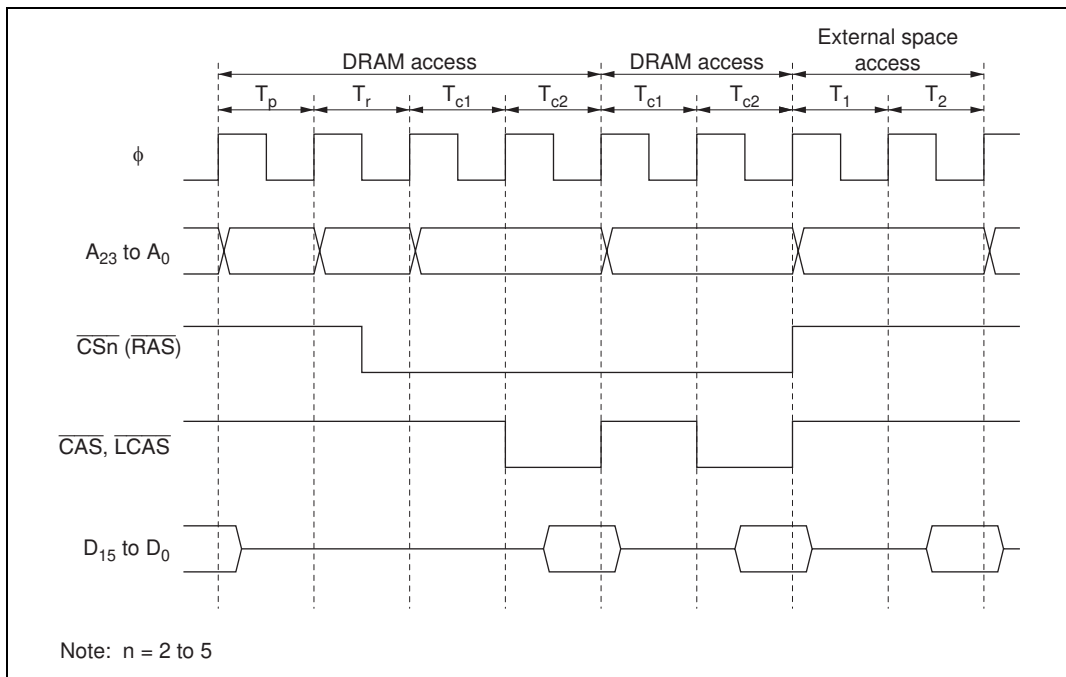 External space
DRAM access DRAM access access
Tp Tr Tc1 Tc2 Tc1 Tc2 T1 T2
ϕ
A23 to A0
CSn (RAS)
CAS, LCAS
D15 to D0
Note: n = 2 to 5